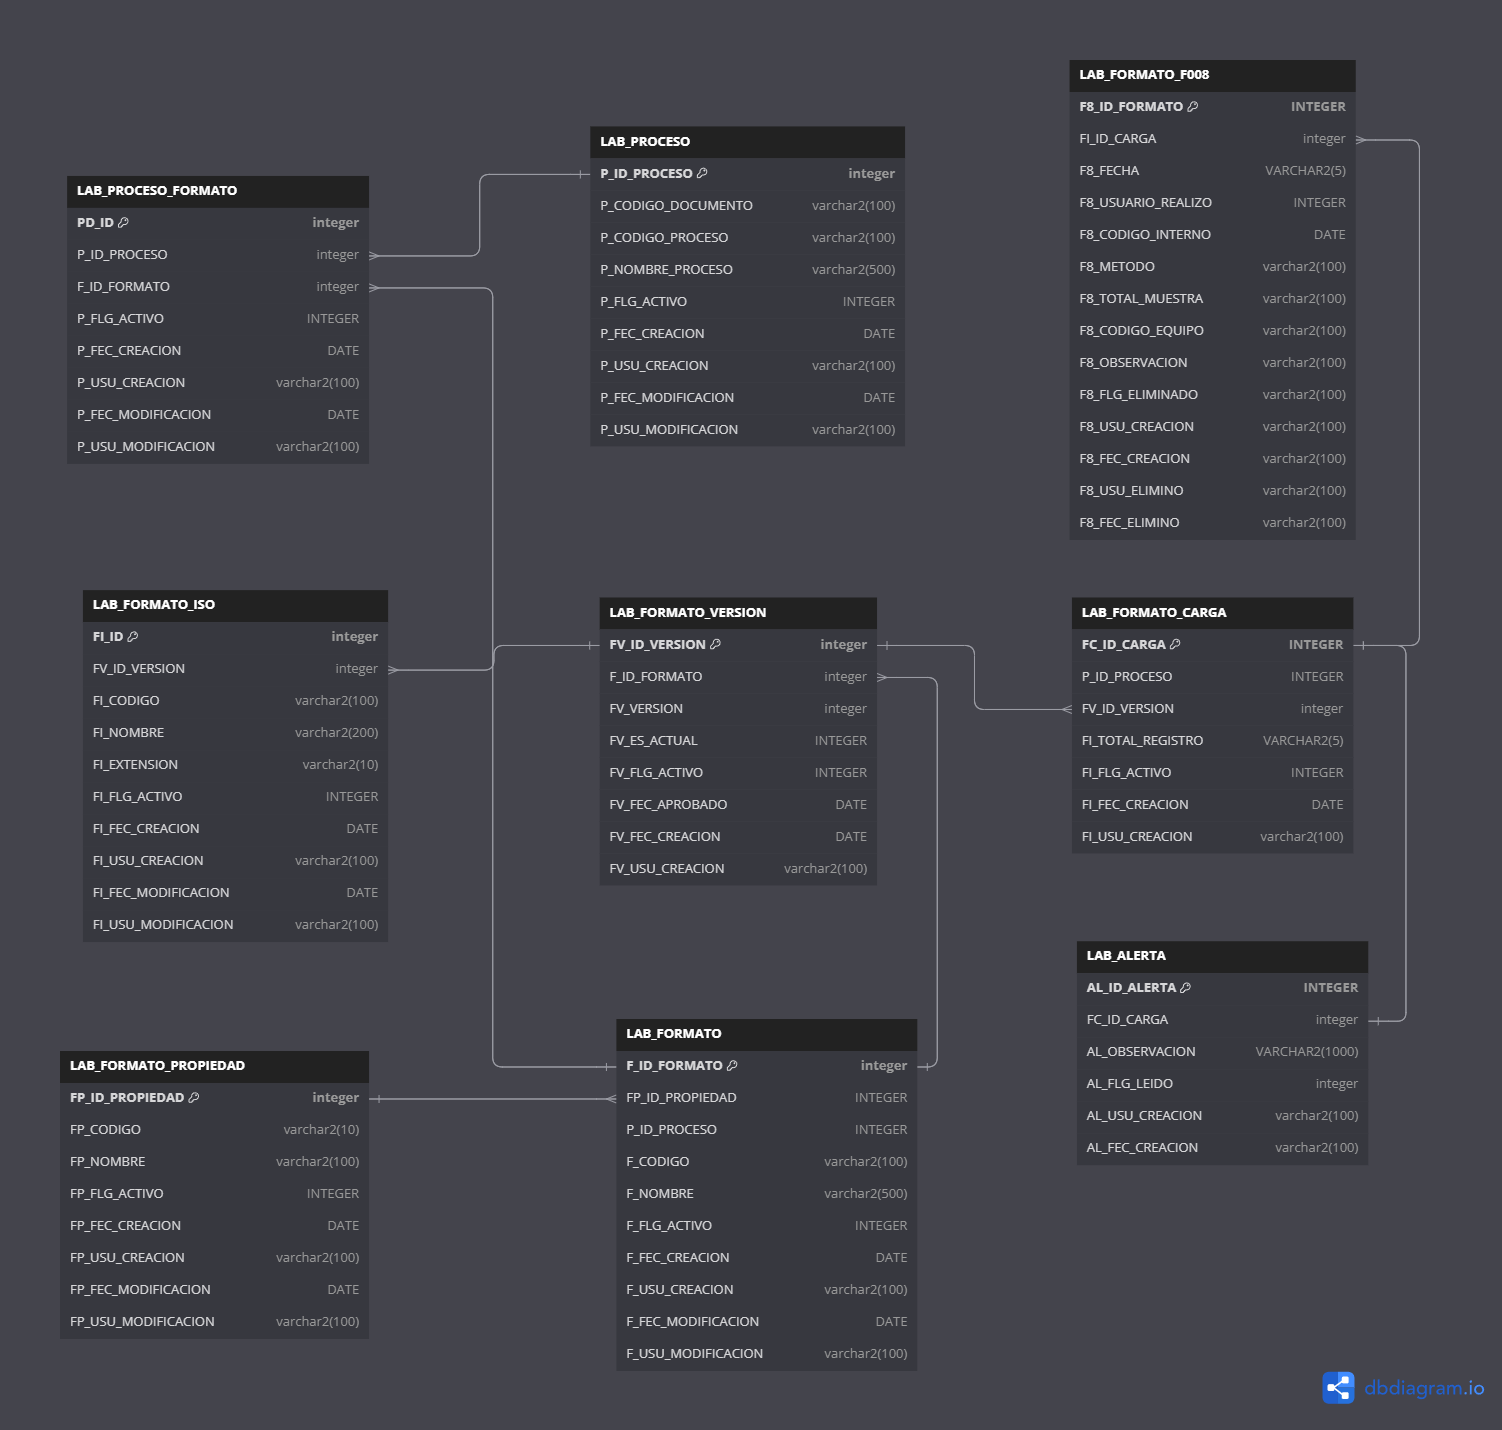 LAB_FORMATO_F008
F8_ID_FORMATO INTEGER
FI_ID_CARGA integer
F8_FECHA VARCHAR2(5)
F8_USUARIO_REALIZO INTEGER
F8_CODIGO_INTERNO DATE
F8_METODO varchar2(100)
F8_TOTAL_MUESTRA varchar2(100)
F8_CODIGO_EQUIPO varchar2(100)
F8_OBSERVACION varchar2(100)
F8_FLG_ELIMINADO varchar2(100)
F8_USU_CREACION varchar2(100)
F8_FEC_CREACION varchar2(100)
F8_USU_ELIMINO varchar2(100)
F8_FEC_ELIMINO varchar2(100)
LAB_PROCESO
P_ID_PROCESO integer
P_CODIGO_DOCUMENTO varchar2(100)
P_CODIGO_PROCESO varchar2(100)
P_NOMBRE_PROCESO varchar2(500)
P_FLG_ACTIVO INTEGER
P_FEC_CREACION DATE
P_USU_CREACION varchar2(100)
P_FEC_MODIFICACION DATE
P_USU_MODIFICACION varchar2(100)
LAB_PROCESO_FORMATO
PD_ID integer
P_ID_PROCESO integer
F_ID_FORMATO integer
P_FLG_ACTIVO INTEGER
P_FEC_CREACION DATE
P_USU_CREACION varchar2(100)
P_FEC_MODIFICACION DATE
P_USU_MODIFICACION varchar2(100)
LAB_FORMATO_ISO
FI_ID integer
FV_ID_VERSION integer
FI_CODIGO varchar2(100)
FI_NOMBRE varchar2(200)
FI_EXTENSION varchar2(10)
FI_FLG_ACTIVO INTEGER
FI_FEC_CREACION DATE
FI_USU_CREACION varchar2(100)
FI_FEC_MODIFICACION DATE
FI_USU_MODIFICACION varchar2(100)
LAB_FORMATO_VERSION
FV_ID_VERSION integer
F_ID_FORMATO integer
FV_VERSION integer
FV_ES_ACTUAL INTEGER
FV_FLG_ACTIVO INTEGER
FV_FEC_APROBADO DATE
FV_FEC_CREACION DATE
FV_USU_CREACION varchar2(100)
LAB_FORMATO_CARGA
FC_ID_CARGA INTEGER
P_ID_PROCESO INTEGER
FV_ID_VERSION integer
FI_TOTAL_REGISTRO VARCHAR2(5)
FI_FLG_ACTIVO INTEGER
FI_FEC_CREACION DATE
FI_USU_CREACION varchar2(100)
LAB_ALERTA
AL_ID_ALERTA INTEGER
FC_ID_CARGA integer
AL_OBSERVACION VARCHAR2(1000)
AL_FLG_LEIDO integer
AL_USU_CREACION varchar2(100)
AL_FEC_CREACION varchar2(100)
LAB_FORMATO_PROPIEDAD
FP_ID_PROPIEDAD integer
FP_CODIGO varchar2(10)
FP_NOMBRE varchar2(100)
FP_FLG_ACTIVO INTEGER
FP_FEC_CREACION DATE
FP_USU_CREACION varchar2(100)
FP_FEC_MODIFICACION DATE
FP_USU_MODIFICACION varchar2(100)
LAB_FORMATO
F_ID_FORMATO integer
FP_ID_PROPIEDAD INTEGER
P_ID_PROCESO INTEGER
F_CODIGO varchar2(100)
F_NOMBRE varchar2(500)
F_FLG_ACTIVO INTEGER
F_FEC_CREACION DATE
F_USU_CREACION varchar2(100)
F_FEC_MODIFICACION DATE
F_USU_MODIFICACION varchar2(100)
dbdiagram.io